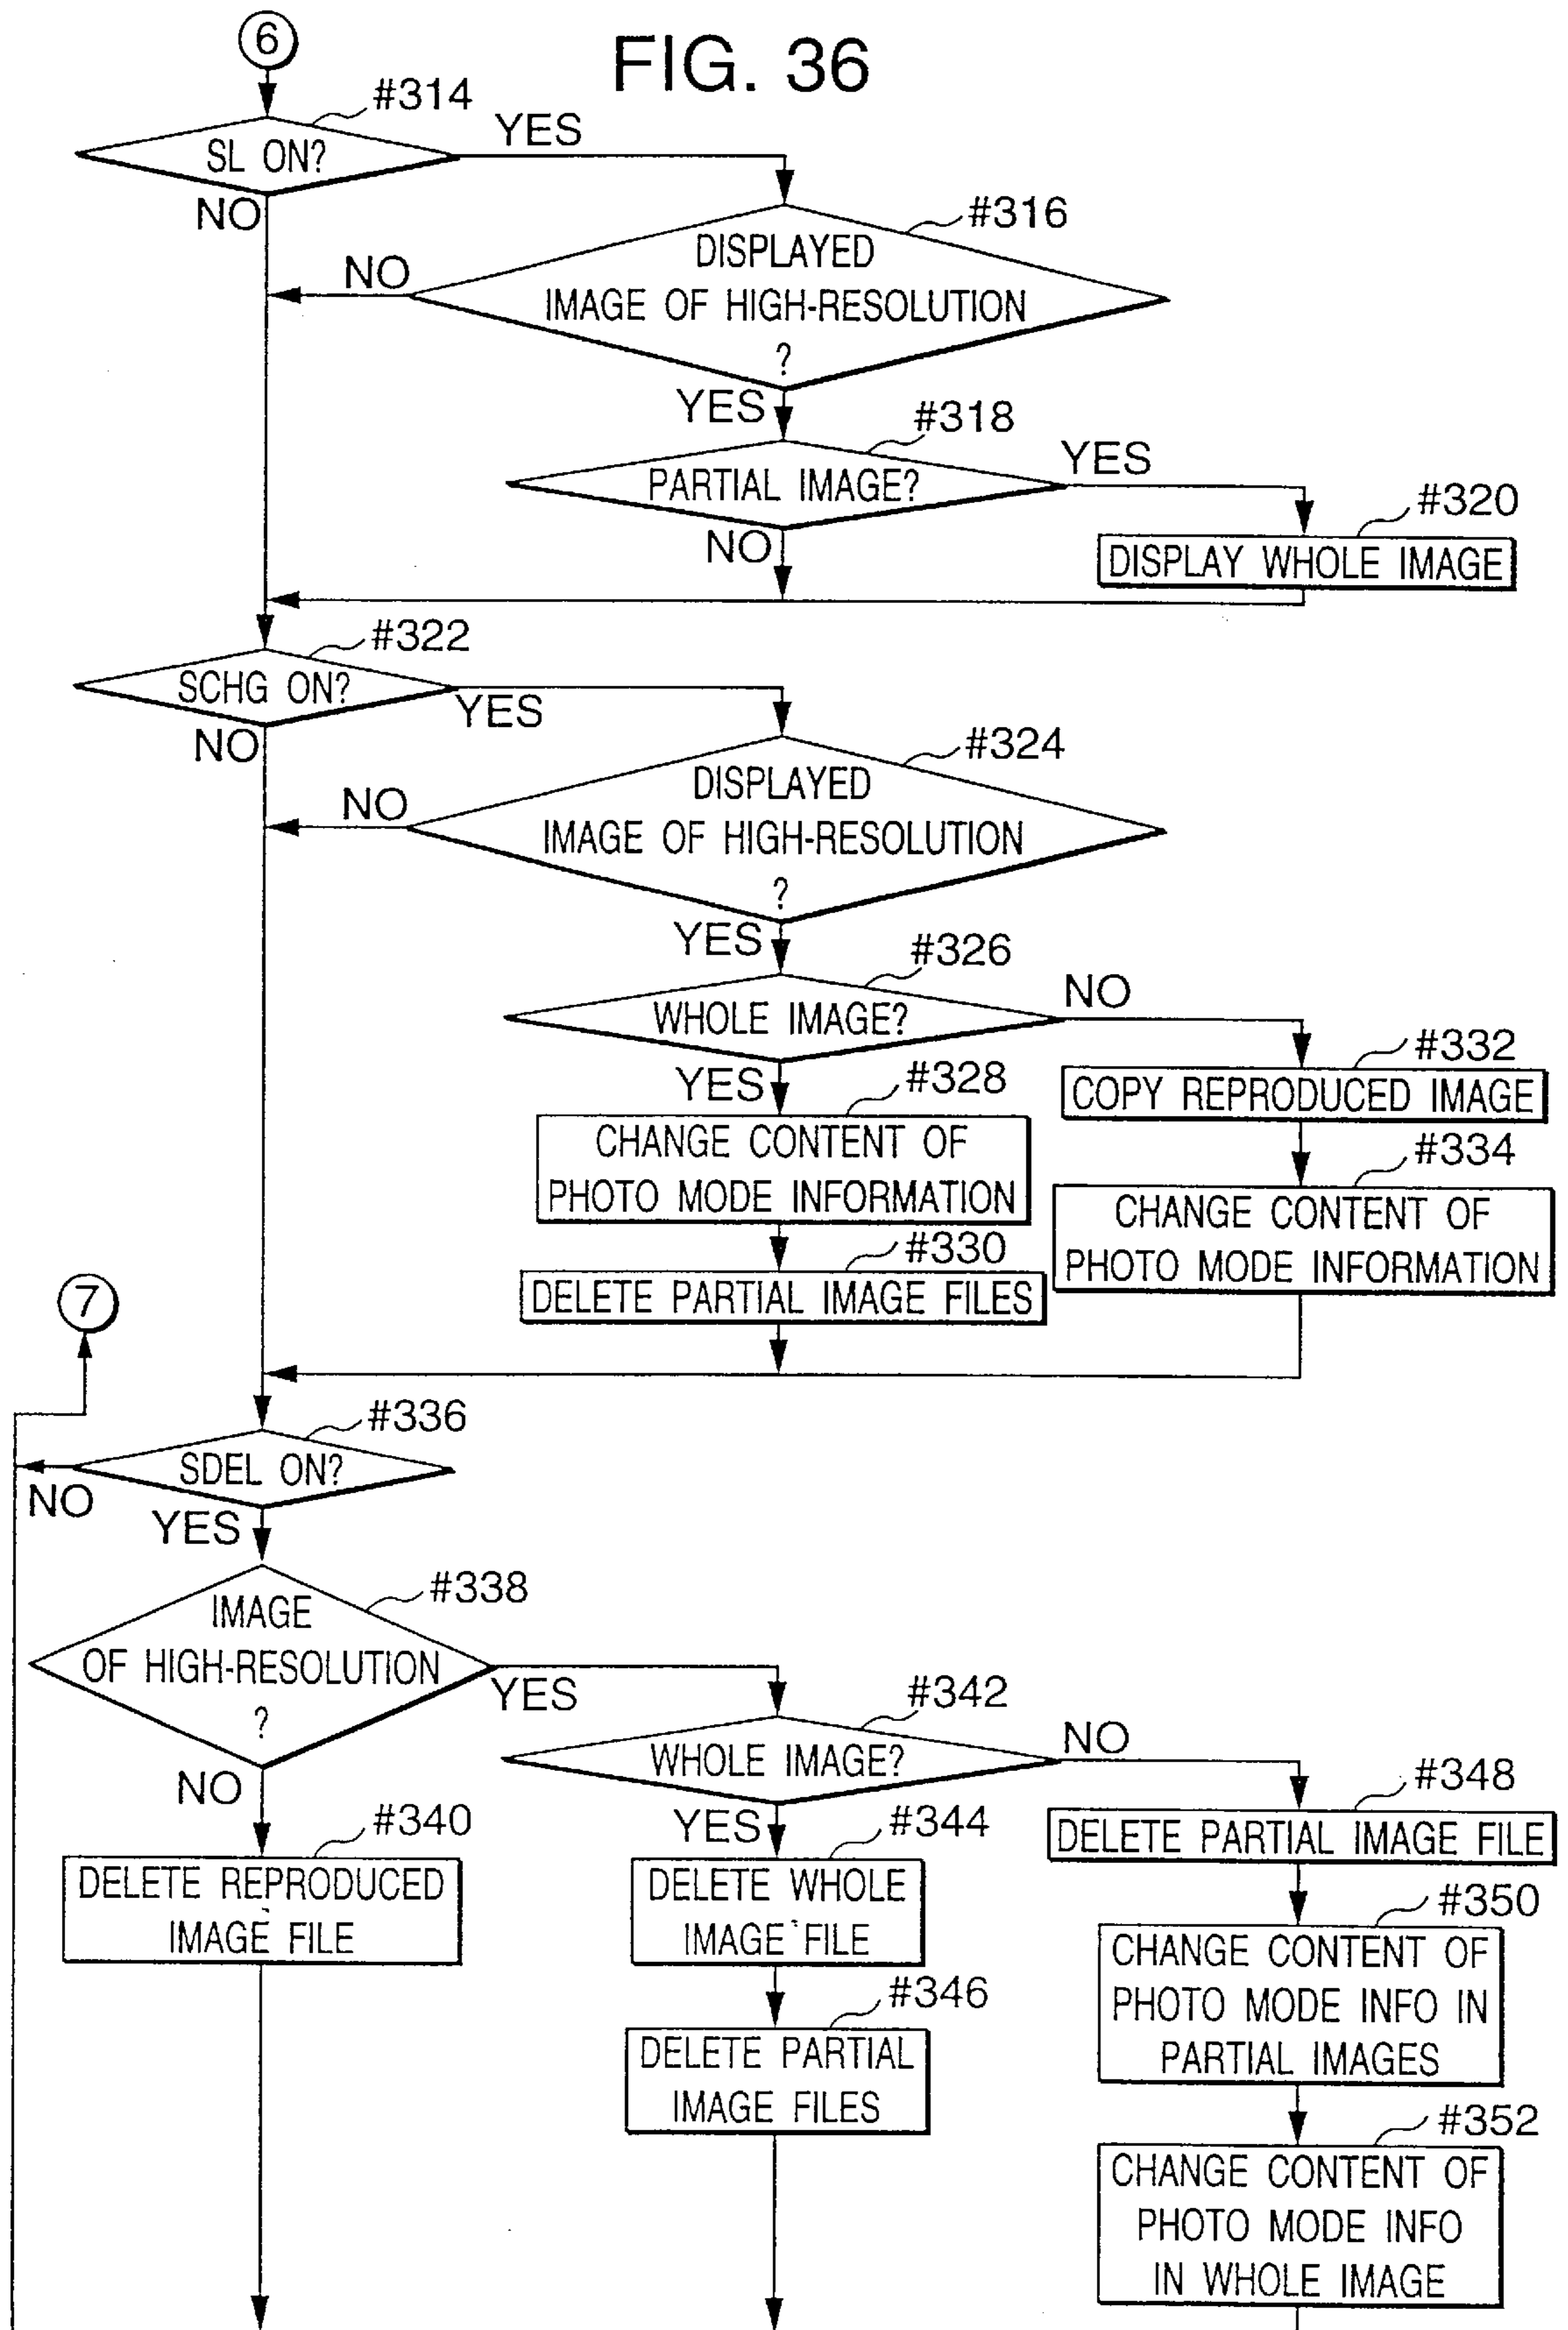 6
FIG. 36
#314
SL ON?
YES
NO
#316
DISPLAYED
IMAGE OF HIGH-RESOLUTION
?
NO
YES
#318
PARTIAL IMAGE?
YES
NO
#320
DISPLAY WHOLE IMAGE
#322
SCHG ON?
YES
NO
#324
DISPLAYED
IMAGE OF HIGH-RESOLUTION
?
NO
YES
#326
WHOLE IMAGE?
NO
YES
#328
CHANGE CONTENT OF
PHOTO MODE INFORMATION
#330
DELETE PARTIAL IMAGE FILES
#332
COPY REPRODUCED IMAGE
#334
CHANGE CONTENT OF
PHOTO MODE INFORMATION
7
#336
SDEL ON?
NO
YES
#338
IMAGE
OF HIGH-RESOLUTION
?
YES
NO
#340
DELETE REPRODUCED
IMAGE FILE
#342
WHOLE IMAGE?
NO
YES
#344
DELETE WHOLE
IMAGE FILE
#346
DELETE PARTIAL
IMAGE FILES
#348
DELETE PARTIAL IMAGE FILE
#350
CHANGE CONTENT OF
PHOTO MODE INFO IN
PARTIAL IMAGES
#352
CHANGE CONTENT OF
PHOTO MODE INFO
IN WHOLE IMAGE